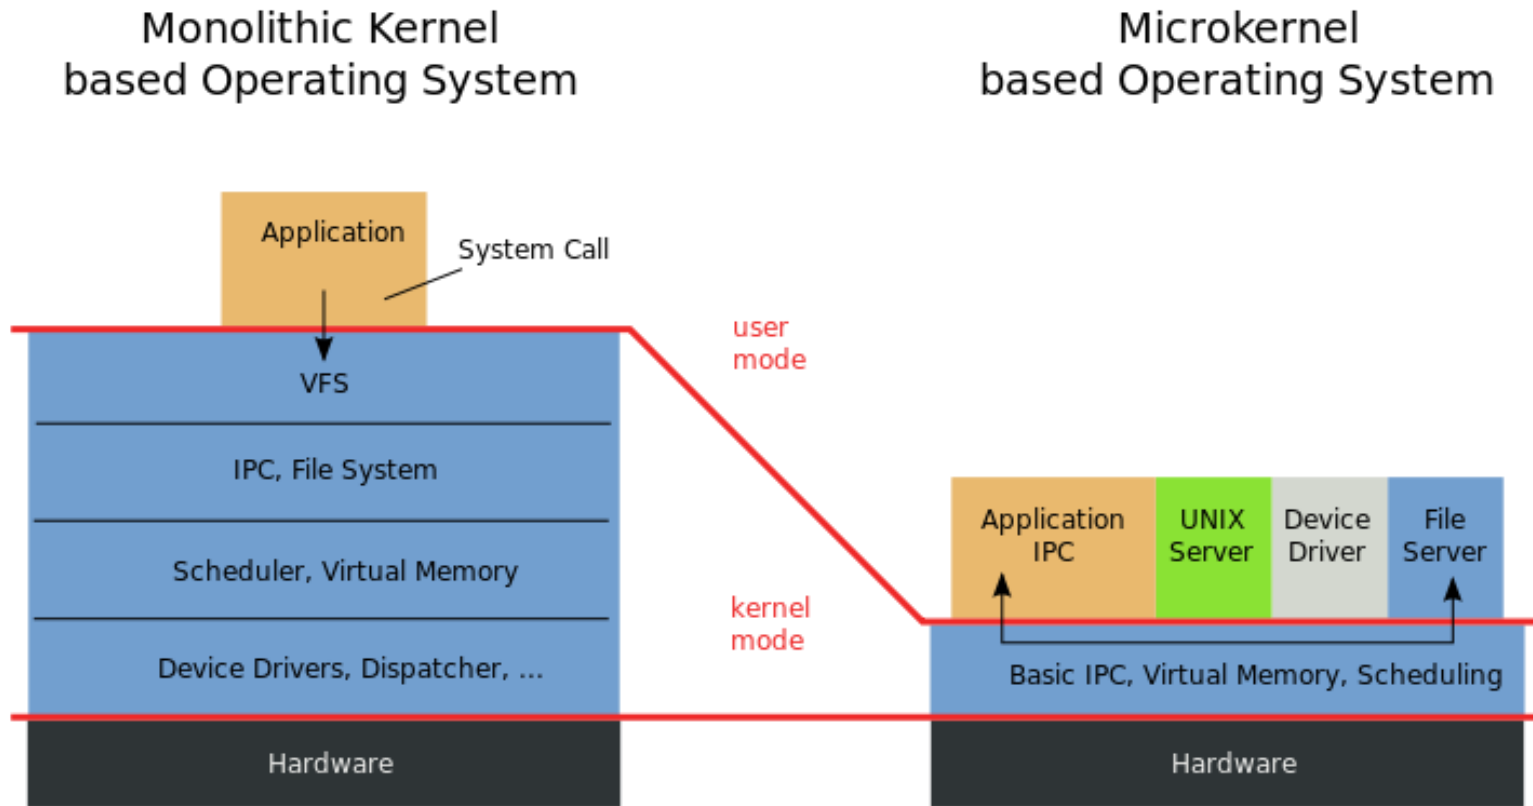 Monolithic Kernel
based Operating System
Microkernel
based Operating System
Application
System Call
VFS
IPC, File System
Scheduler, Virtual Memory
Device Drivers, Dispatcher, ...
Hardware
user
mode
kernel
mode
Application
IPC
UNIX
Server
Device
Driver
File
Server
Basic IPC, Virtual Memory, Scheduling
Hardware